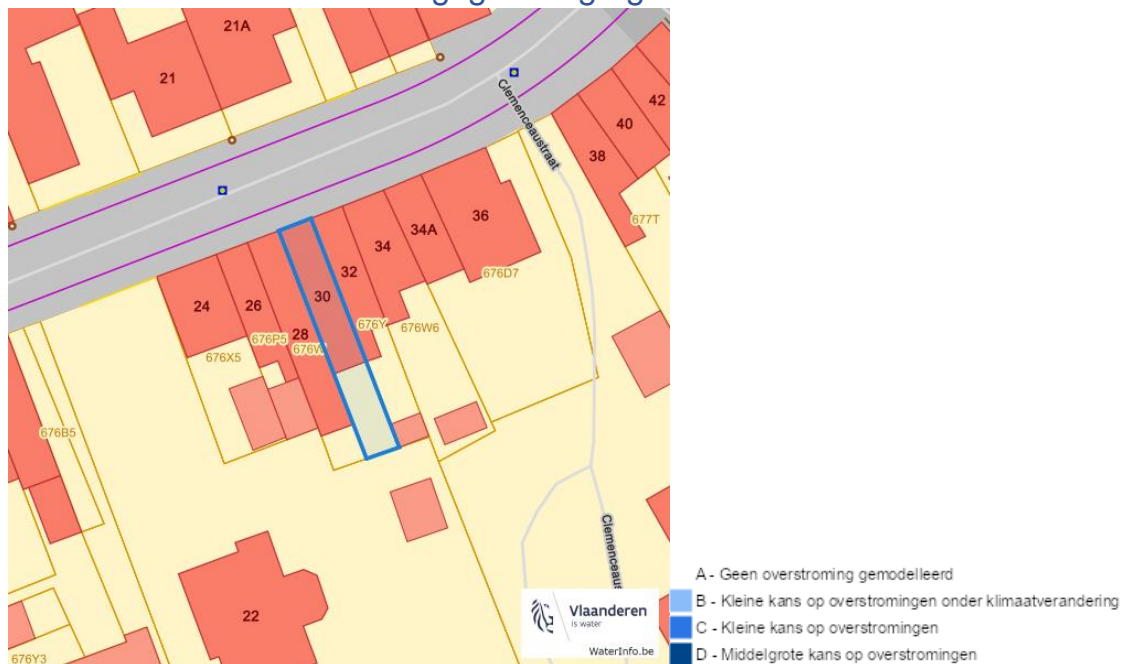 21A
21
42
40
38
Clemenceaustraat
677T
36
34A
34
32
30
676D7
24
26
28
676Y
676W6
676P5
676X5
676B5
22
676Y3
Vlaanderen
is water
WaterInfo.be
A - Geen overstroming gemodelleerd
B - Kleine kans op overstromingen onder klimaatverandering
C - Kleine kans op overstromingen
D - Middelgrote kans op overstromingen